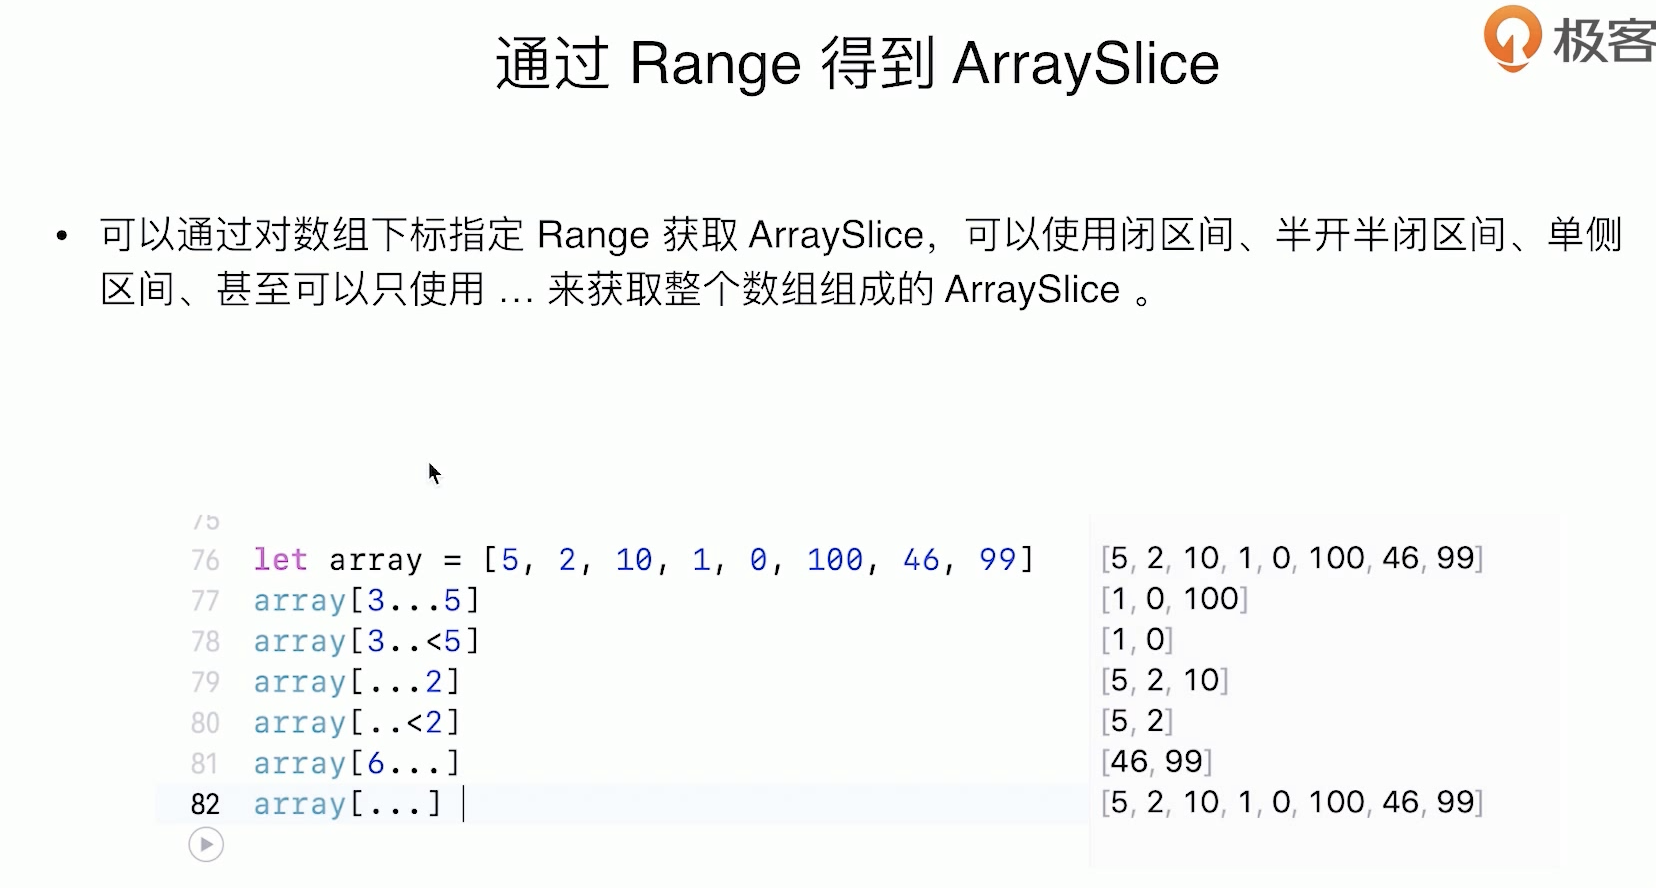 通过 Range 得到 ArraySlice
极客
• 可以通过对数组下标指定 Range 获取 ArraySlice，可以使用闭区间、半开半闭区间、单侧
区间、甚至可以只使用 ... 来获取整个数组组成的 ArraySlice 。
75
76 let array = [5, 2, 10, 1, 0, 100, 46, 99] [5, 2, 10, 1, 0, 100, 46, 99]
77 array[3...5] [1, 0, 100]
78 array[3..<5] [1, 0]
79 array[...2] [5, 2, 10]
80 array[..<2] [5, 2]
81 array[6...] [46, 99]
82 array[...] [5, 2, 10, 1, 0, 100, 46, 99]